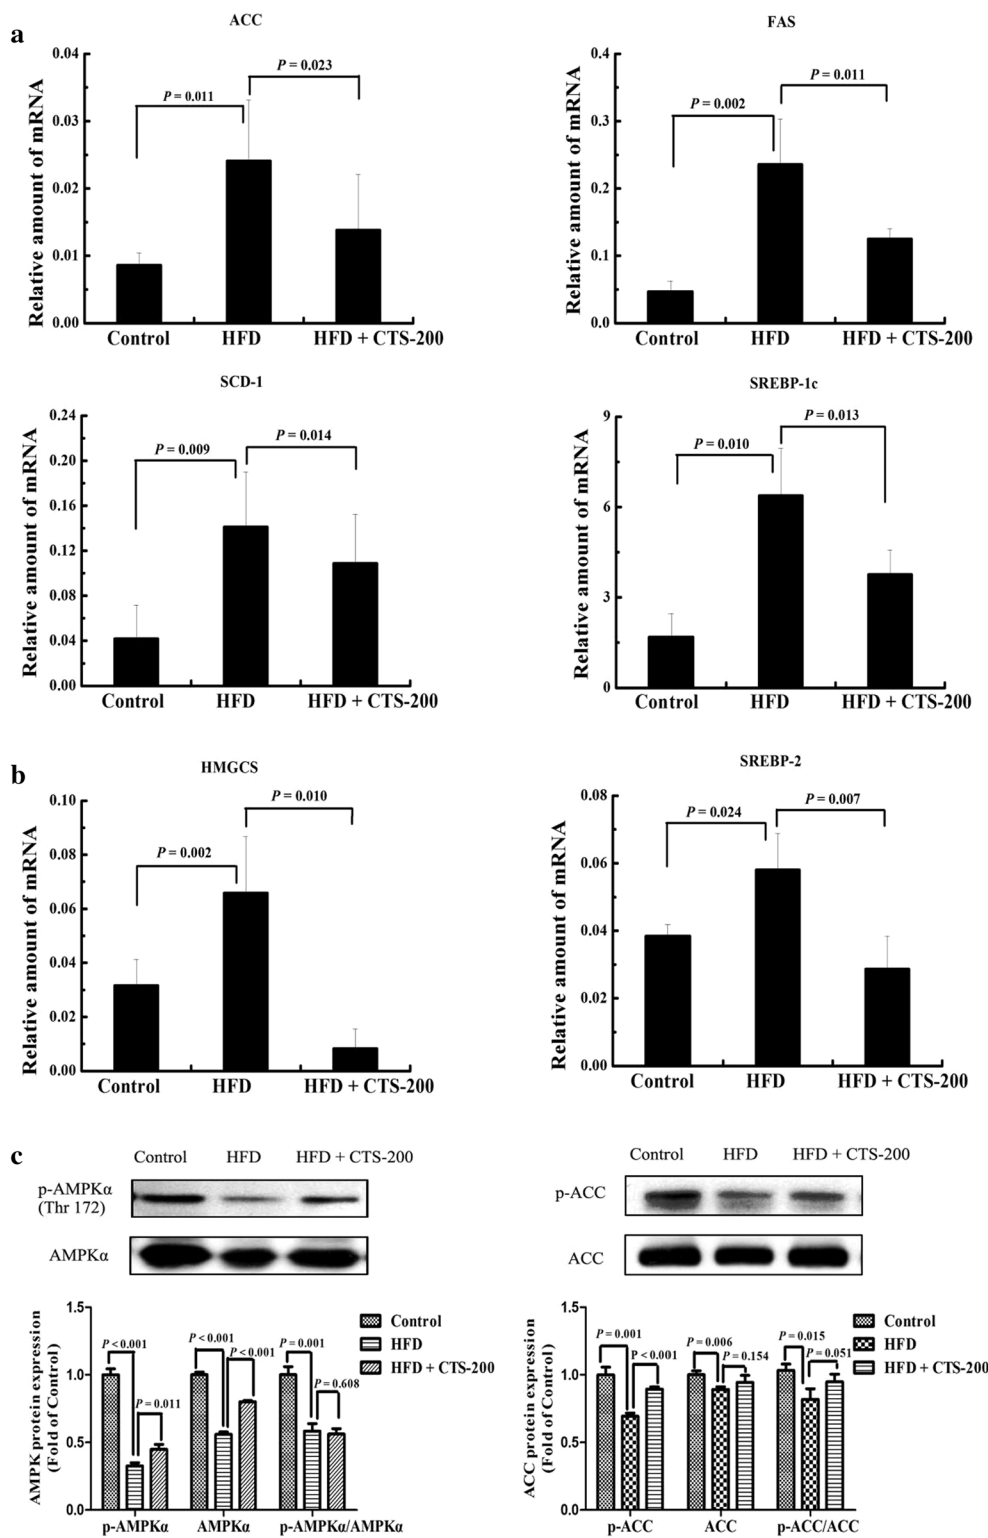 a
ACC
Relative amount of mRNA
0.04
0.03
0.02
0.01
0.00
P = 0.011
P = 0.023
Control HFD HFD + CTS-200
FAS
Relative amount of mRNA
0.4
0.3
0.2
0.1
0.0
P = 0.002
P = 0.011
Control HFD HFD + CTS-200
SCD-1
Relative amount of mRNA
0.24
0.20
0.16
0.12
0.08
0.04
0.00
P = 0.009
P = 0.014
Control HFD HFD + CTS-200
SREBP-1c
Relative amount of mRNA
9
6
3
0
P = 0.010
P = 0.013
Control HFD HFD + CTS-200
b
HMGCS
Relative amount of mRNA
0.10
0.08
0.06
0.04
0.02
0.00
P = 0.002
P = 0.010
Control HFD HFD + CTS-200
SREBP-2
Relative amount of mRNA
0.08
0.06
0.04
0.02
0.00
P = 0.024
P = 0.007
Control HFD HFD + CTS-200
c
Control HFD HFD + CTS-200
p-AMPKα
(Thr 172)
AMPKα
AMPK protein expression
(Fold of Control)
1.5
1.0
0.5
0.0
P < 0.001
P = 0.011
P < 0.001
P < 0.001
P = 0.001
P = 0.608
Control
HFD
HFD + CTS-200
p-AMPKα AMPKα p-AMPKα/AMPKα
Control HFD HFD + CTS-200
p-ACC
ACC
ACC protein expression
(Fold of Control)
1.5
1.0
0.5
0.0
P = 0.001
P < 0.001
P = 0.006
P = 0.154
P = 0.015
P = 0.051
Control
HFD
HFD + CTS-200
p-ACC ACC p-ACC/ACC